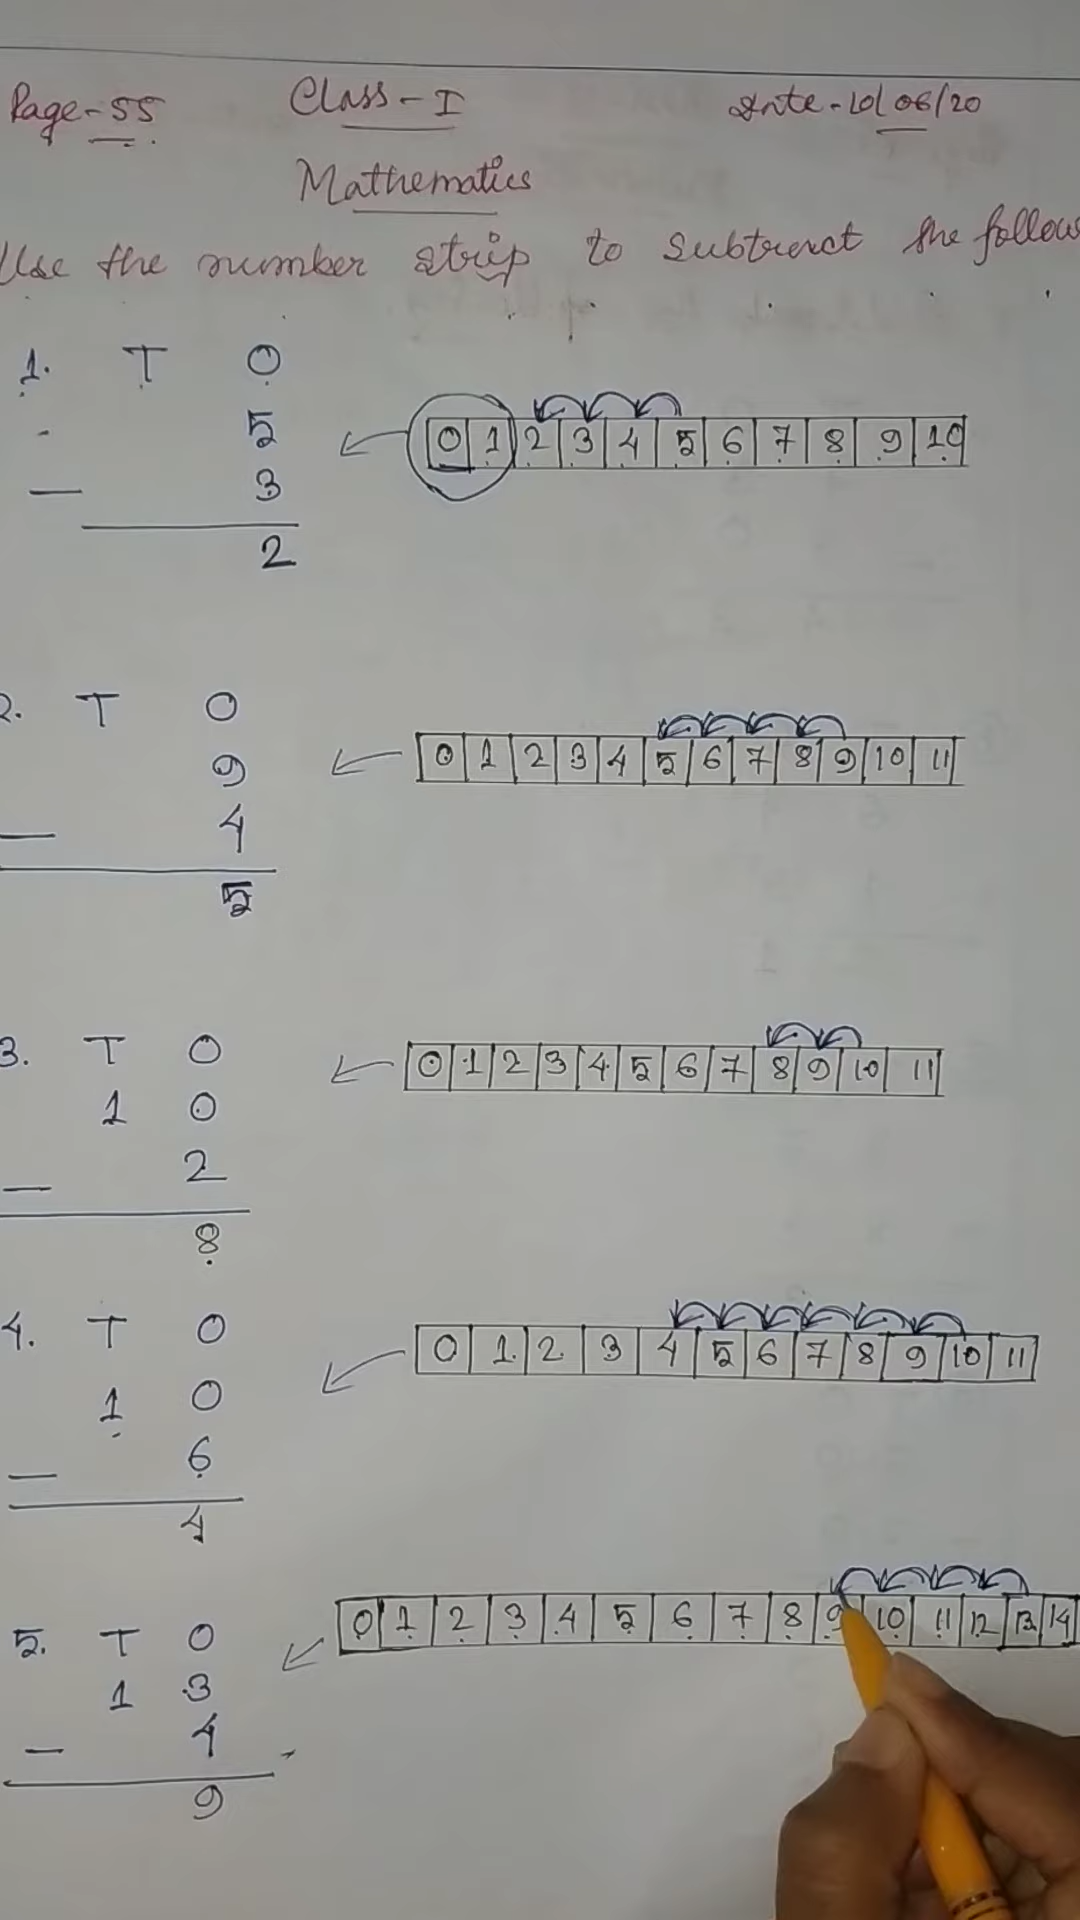 Page-55 Class-I Date-10/06/20
Mathematics
Use the number strip to subtract the follow
1. T O
5
- 3
2
0 1 2 3 4 5 6 7 8 9 10
2. T O
9
- 4
5
0 1 2 3 4 5 6 7 8 9 10 11
3. T O
1 0
- 2
8
0 1 2 3 4 5 6 7 8 9 10 11
4. T O
1 0
- 6
4
0 1 2 3 4 5 6 7 8 9 10 11
5. T O
1 3
- 4
9
0 1 2 3 4 5 6 7 8 9 10 11 12 13 14